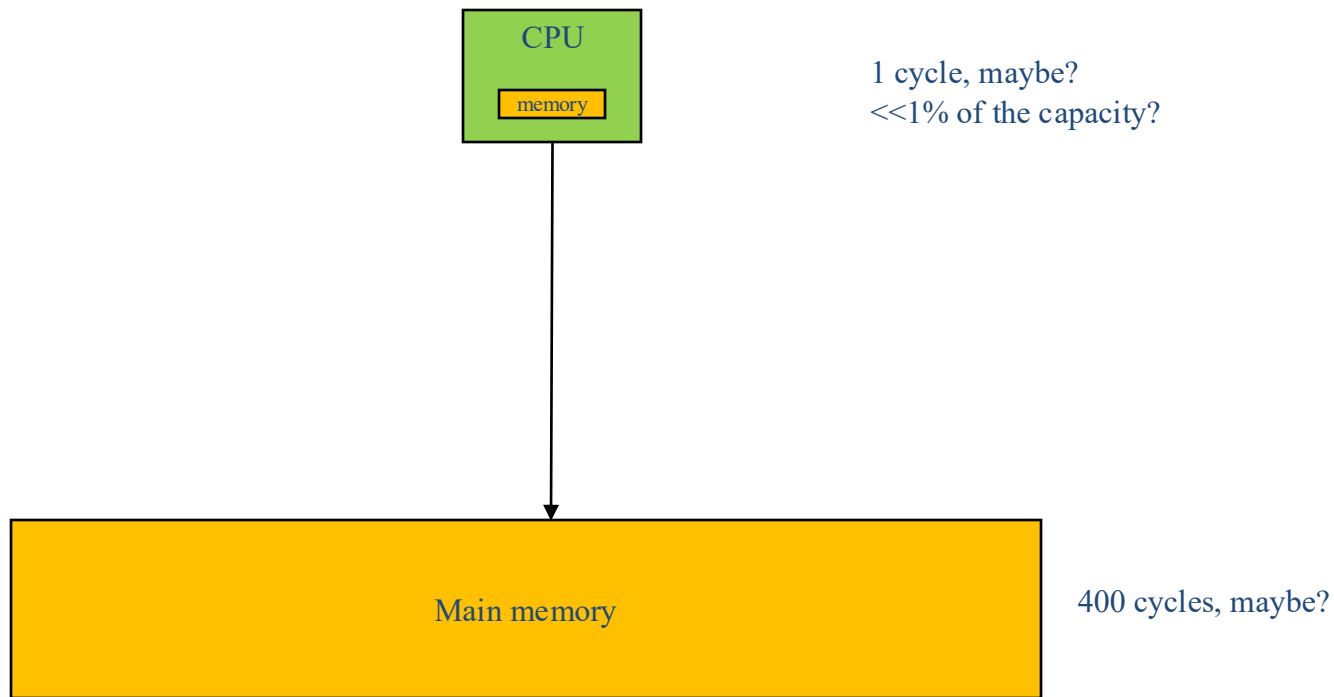 CPU
memory
1 cycle, maybe?
<<1% of the capacity?
Main memory
400 cycles, maybe?